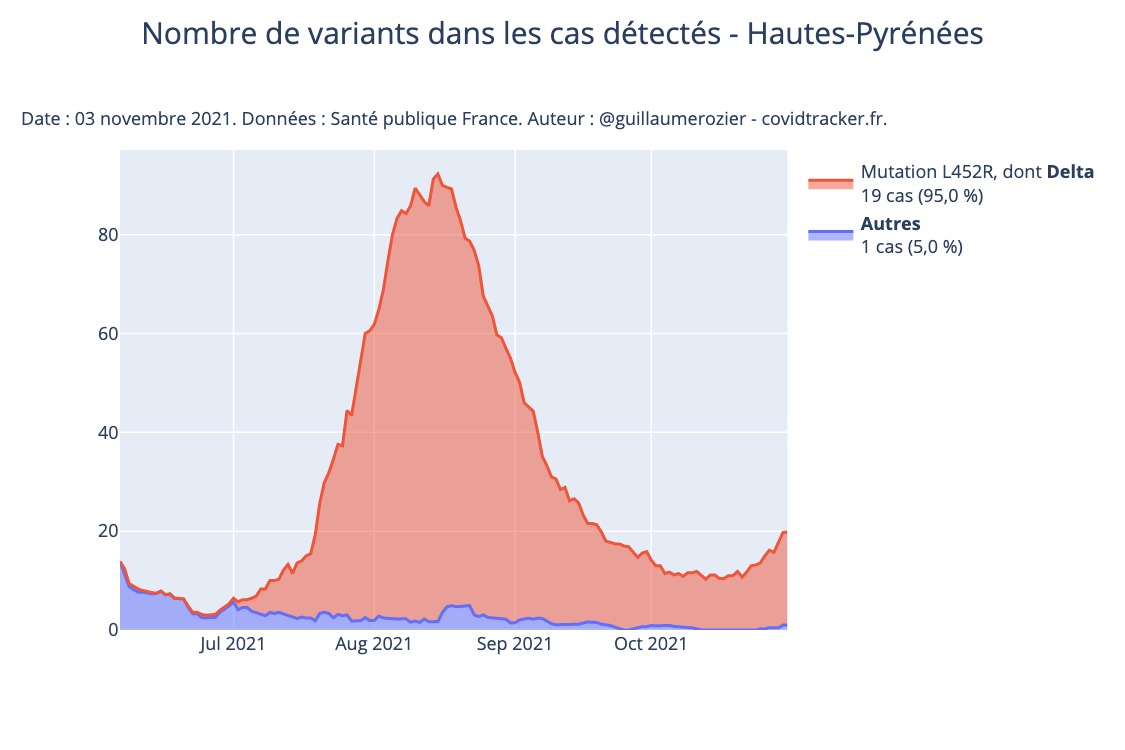 Nombre de variants dans les cas détectés - Hautes-Pyrénées
Date : 03 novembre 2021. Données : Santé publique France. Auteur : @guillaumerozier - covidtracker.fr.
Mutation L452R, dont Delta
19 cas (95,0 %)
Autres
1 cas (5,0 %)
80
60
40
20
0
Jul 2021
Aug 2021
Sep 2021
Oct 2021